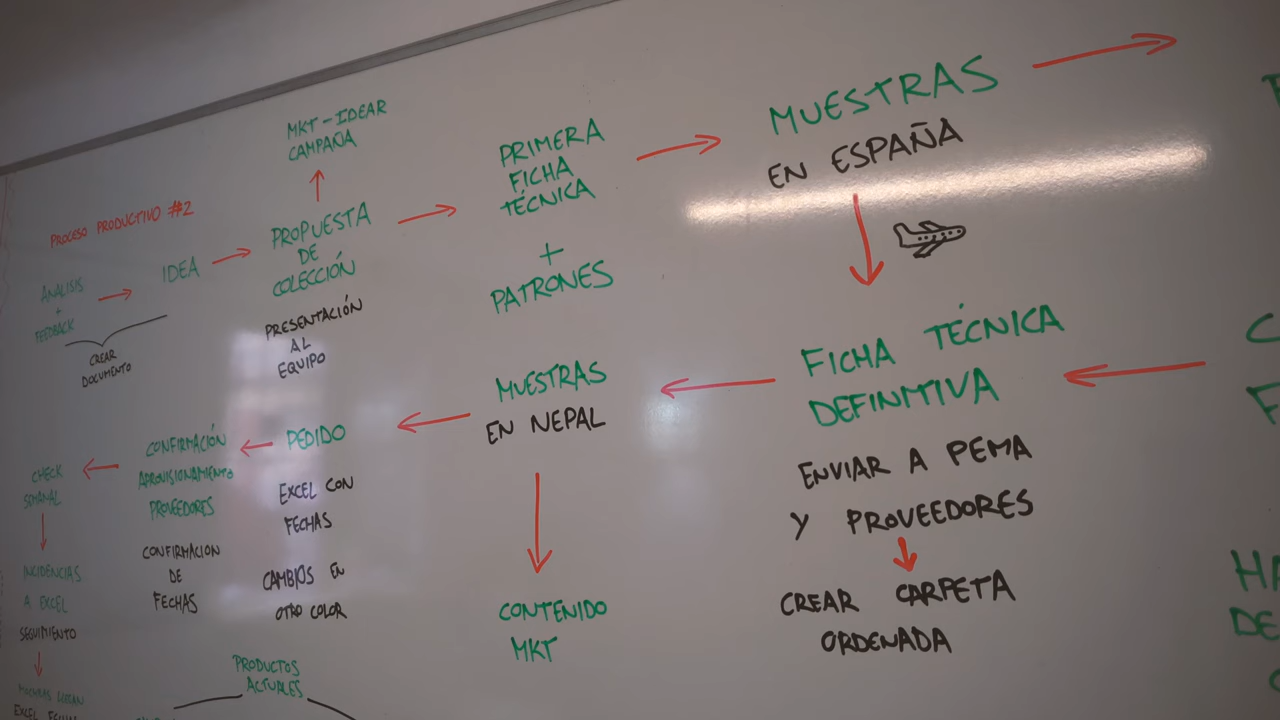 PROCESO PRODUCTIVO #2
ANALISIS
+
FEEDBACK
CREAR
DOCUMENTO
IDEA
MKT - IDEAR
CAMPAÑA
PROPUESTA
DE
COLECCIÓN
PRESENTACIÓN
AL
EQUIPO
PRIMERA
FICHA
TÉCNICA
+
PATRONES
MUESTRAS
EN ESPAÑA
FICHA TÉCNICA
DEFINITIVA
ENVIAR A PEMA
Y PROVEEDORES
CREAR CARPETA
ORDENADA
MUESTRAS
EN NEPAL
CONTENIDO
MKT
PEDIDO
EXCEL CON
FECHAS
CAMBIOS EN
OTRO COLOR
CONFIRMACIÓN
APROVISIONAMIENTO
PROVEEDORES
CONFIRMACION
DE
FECHAS
CHECK
SEMANAL
INCIDENCIAS
A EXCEL
SEGUIMIENTO
EXCEL
PRODUCTOS
ACTUALES